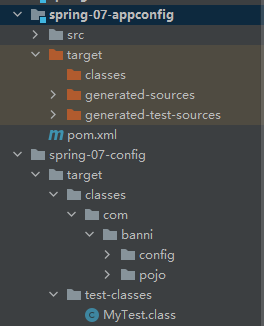 spring-07-appconfig
src
target
classes
generated-sources
generated-test-sources
pom.xml
spring-07-config
target
classes
com
banni
config
pojo
test-classes
MyTest.class